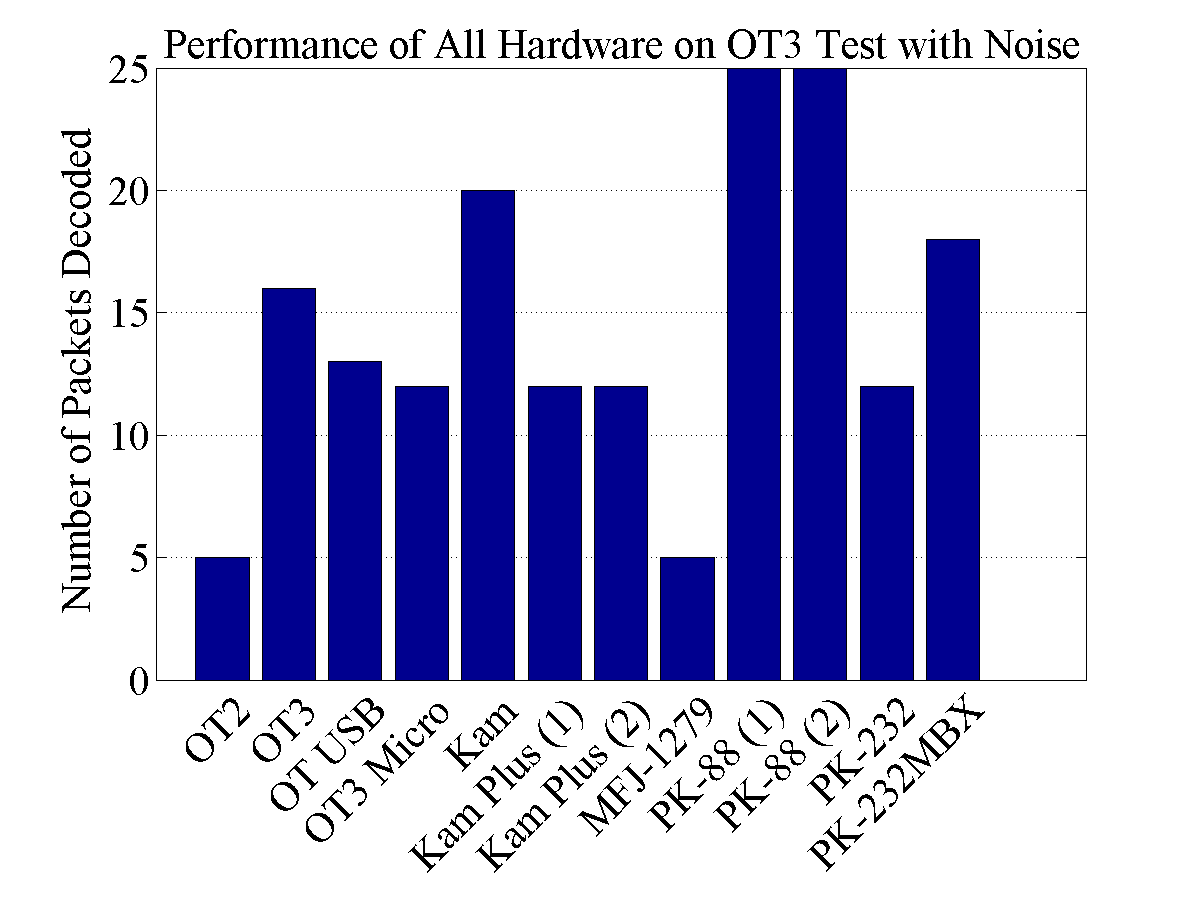 Performance of All Hardware on OT3 Test with Noise
Number of Packets Decoded
25
20
15
10
5
0
OT2
OT3
OT USB
OT3 Micro
Kam
Kam Plus (1)
Kam Plus (2)
MFJ-1279
PK-88 (1)
PK-88 (2)
PK-232
PK-232MBX